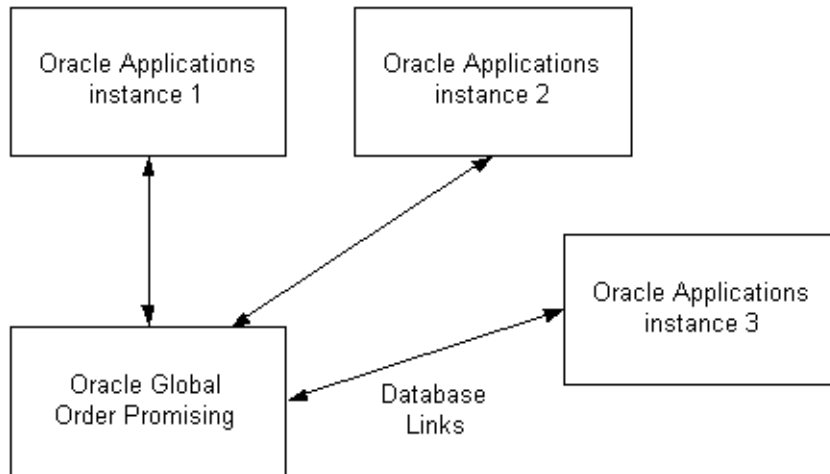 Oracle Applications
instance 1
Oracle Applications
instance 2
Oracle Applications
instance 3
Oracle Global
Order Promising
Database
Links